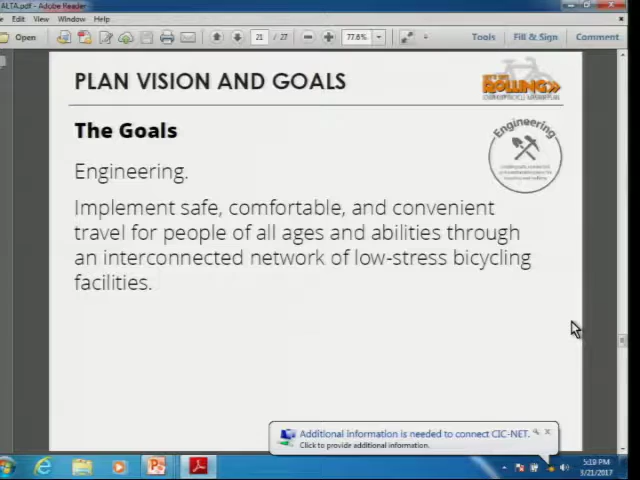 ALTA.pdf - Adobe Reader
Edit View Window Help
Open 21 / 27 77.6% Tools Fill & Sign Comment
PLAN VISION AND GOALS
ROLLING>>
The Goals
Engineering
Engineering.
Implement safe, comfortable, and convenient
travel for people of all ages and abilities through
an interconnected network of low-stress bicycling
facilities.
Additional information is needed to connect CIC-NET.
Click to provide additional information.
5:19 PM
3/21/2017